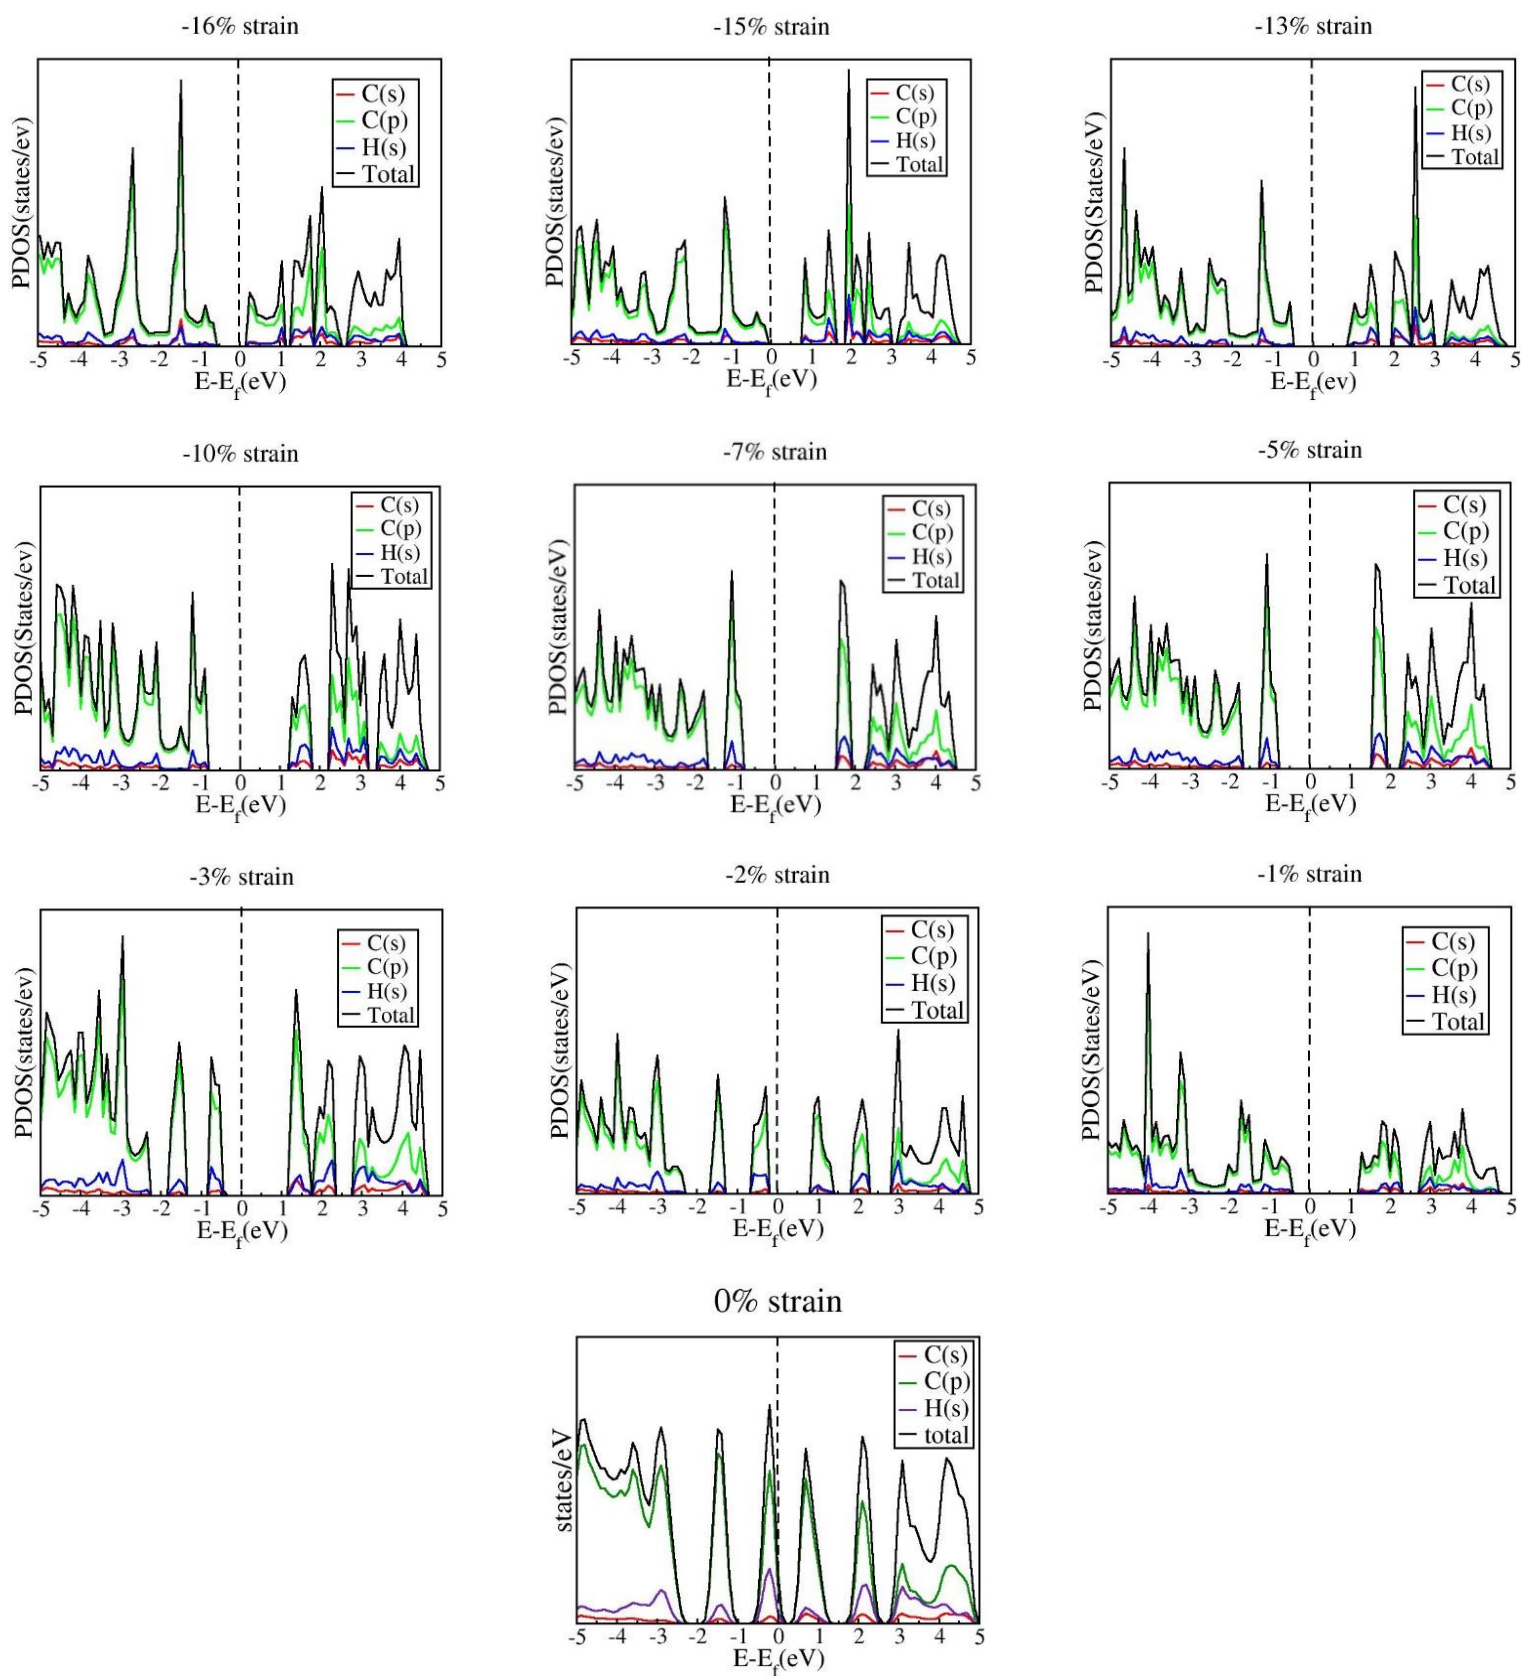 -16% strain
-15% strain
-13% strain
PDOS(states/ev)
C(s)
C(p)
H(s)
Total
-5 -4 -3 -2 -1 0 1 2 3 4 5
E-Ef(eV)
PDOS(states/ev)
C(s)
C(p)
H(s)
Total
-5 -4 -3 -2 -1 0 1 2 3 4 5
E-Ef(eV)
PDOS(States/eV)
C(s)
C(p)
H(s)
Total
-5 -4 -3 -2 -1 0 1 2 3 4 5
E-Ef(ev)
-10% strain
-7% strain
-5% strain
PDOS(States/eV)
C(s)
C(p)
H(s)
Total
-5 -4 -3 -2 -1 0 1 2 3 4 5
E-Ef(eV)
PDOS(states/eV)
C(s)
C(p)
H(s)
Total
-5 -4 -3 -2 -1 0 1 2 3 4 5
E-Ef(eV)
PDOS(states/ev)
C(s)
C(p)
H(s)
Total
-5 -4 -3 -2 -1 0 1 2 3 4 5
E-Ef(eV)
-3% strain
-2% strain
-1% strain
PDOS(states/ev)
C(s)
C(p)
H(s)
Total
-5 -4 -3 -2 -1 0 1 2 3 4 5
E-Ef(eV)
PDOS(states/eV)
C(s)
C(p)
H(s)
Total
-5 -4 -3 -2 -1 0 1 2 3 4 5
E-Ef(eV)
PDOS(States/eV)
C(s)
C(p)
H(s)
Total
-5 -4 -3 -2 -1 0 1 2 3 4 5
E-Ef(eV)
0% strain
states/eV
C(s)
C(p)
H(s)
total
-5 -4 -3 -2 -1 0 1 2 3 4 5
E-Ef(eV)